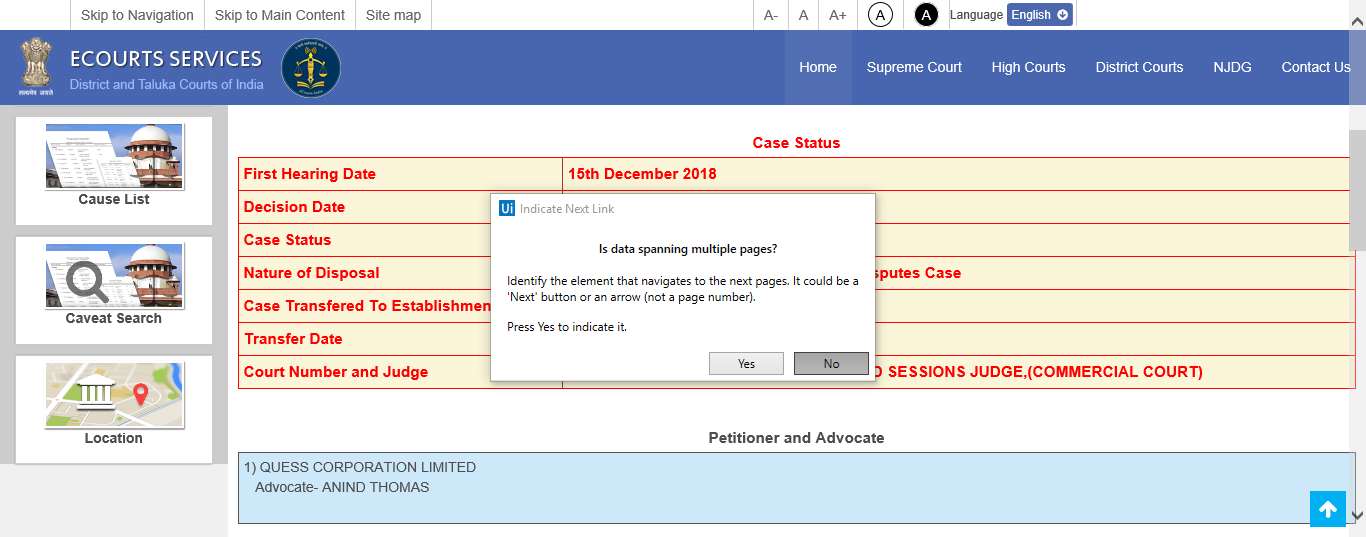 Skip to Navigation Skip to Main Content Site map A- A A+ A A Language English
ECOURTS SERVICES
District and Taluka Courts of India
Home Supreme Court High Courts District Courts NJDG Contact Us
Cause List
Caveat Search
Location
Case Status
First Hearing Date 15th December 2018
Decision Date
Case Status
Nature of Disposal sputes Case
Case Transfered To Establishmen
Transfer Date
Court Number and Judge D SESSIONS JUDGE,(COMMERCIAL COURT)
Ui Indicate Next Link
Is data spanning multiple pages?
Identify the element that navigates to the next pages. It could be a
'Next' button or an arrow (not a page number).
Press Yes to indicate it.
Yes No
Petitioner and Advocate
1) QUESS CORPORATION LIMITED
Advocate- ANIND THOMAS